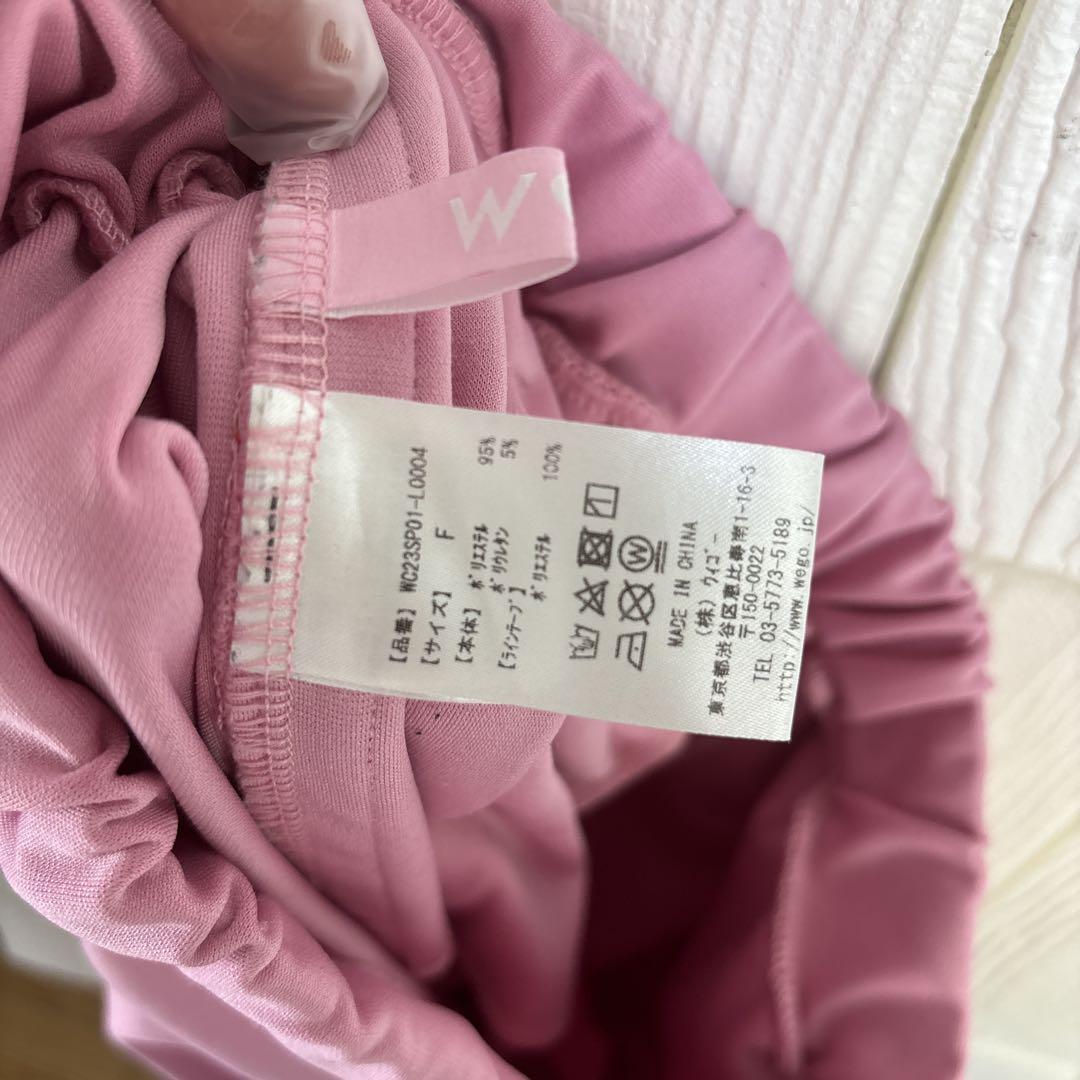 W
【品番】 WC23SP01-L0004
【サイズ】 F
【本体】 ポリエステル 95%
ポリウレタン 5%
【ラインテープ】
ポリエステル 100%
W
MADE IN CHINA
(株)ウィゴー
東京都渋谷区恵比寿南1-16-3
〒150-0022
TEL 03-5773-5189
http://www.wego.jp/